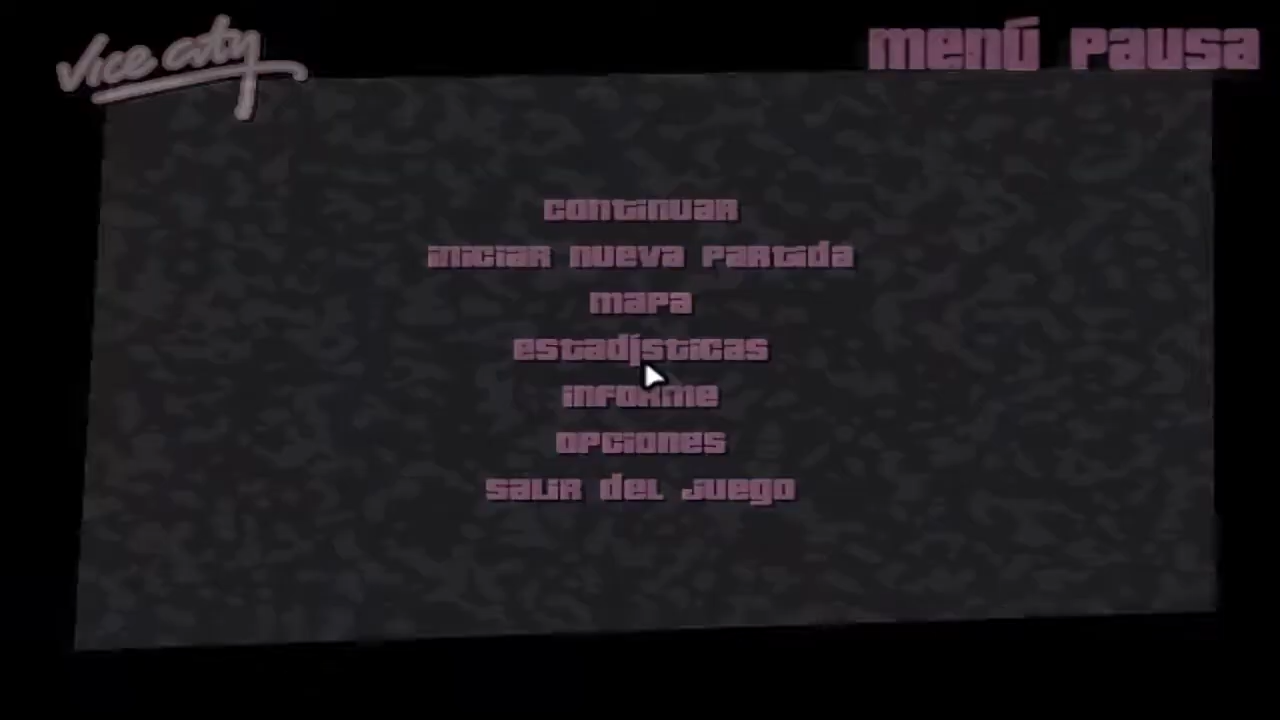 vice city
menú pausa
continuar
iniciar nueva partida
mapa
estadísticas
informe
opciones
salir del juego